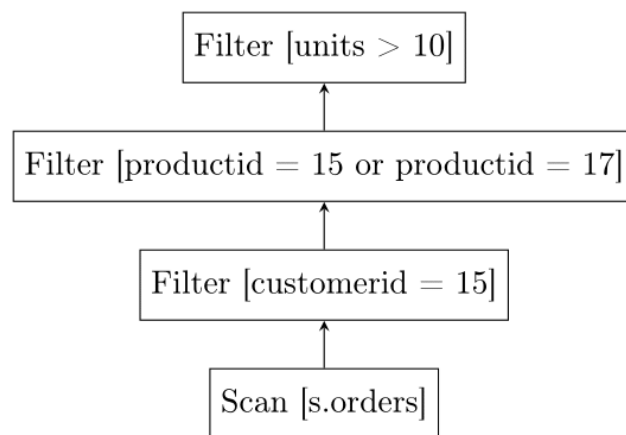 Filter [units > 10]
Filter [productid = 15 or productid = 17]
Filter [customerid = 15]
Scan [s.orders]